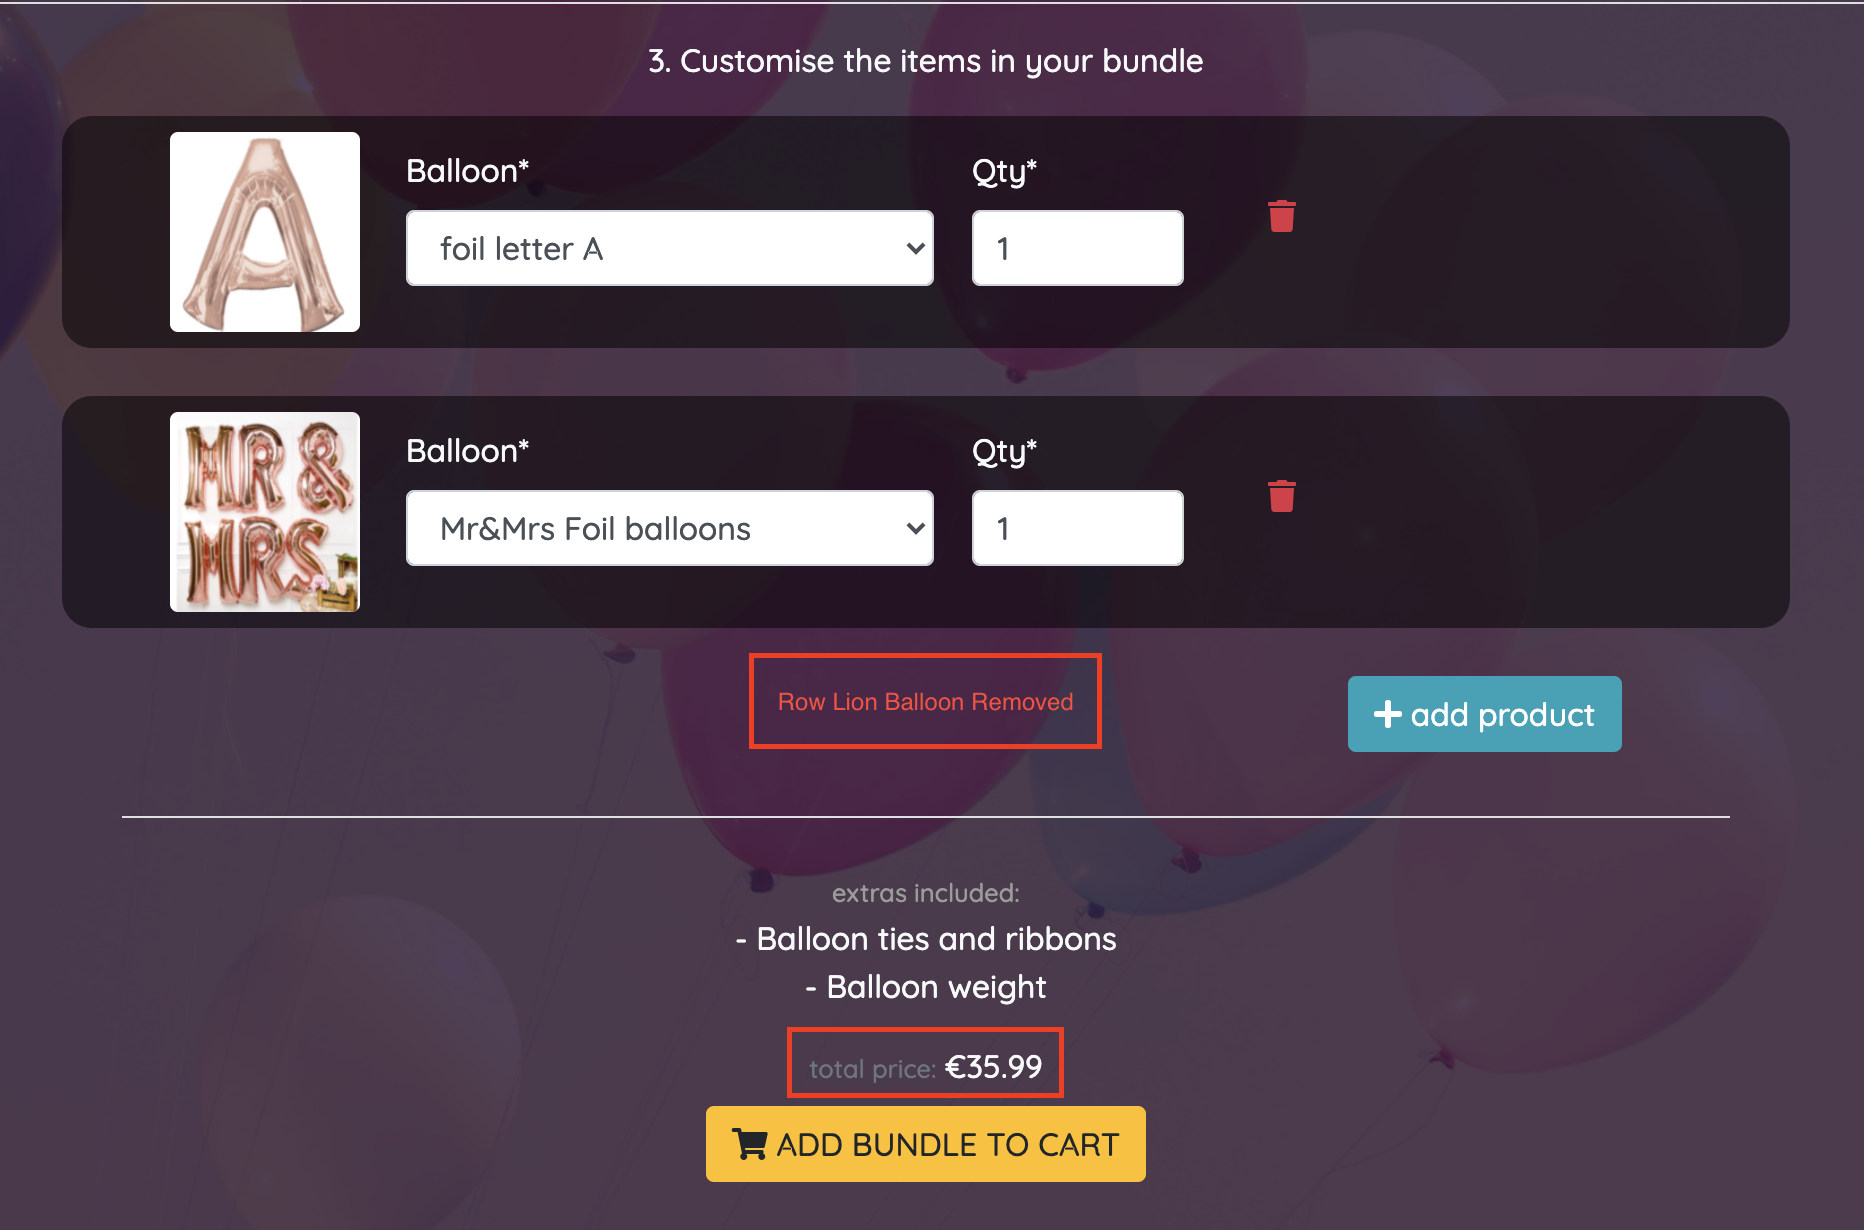 3. Customise the items in your bundle
Balloon*
Qty*
foil letter A
1
Balloon*
Qty*
MR &
MRS
Mr&Mrs Foil balloons
1
Row Lion Balloon Removed
add product
extras included:
- Balloon ties and ribbons
- Balloon weight
total price: €35.99
ADD BUNDLE TO CART